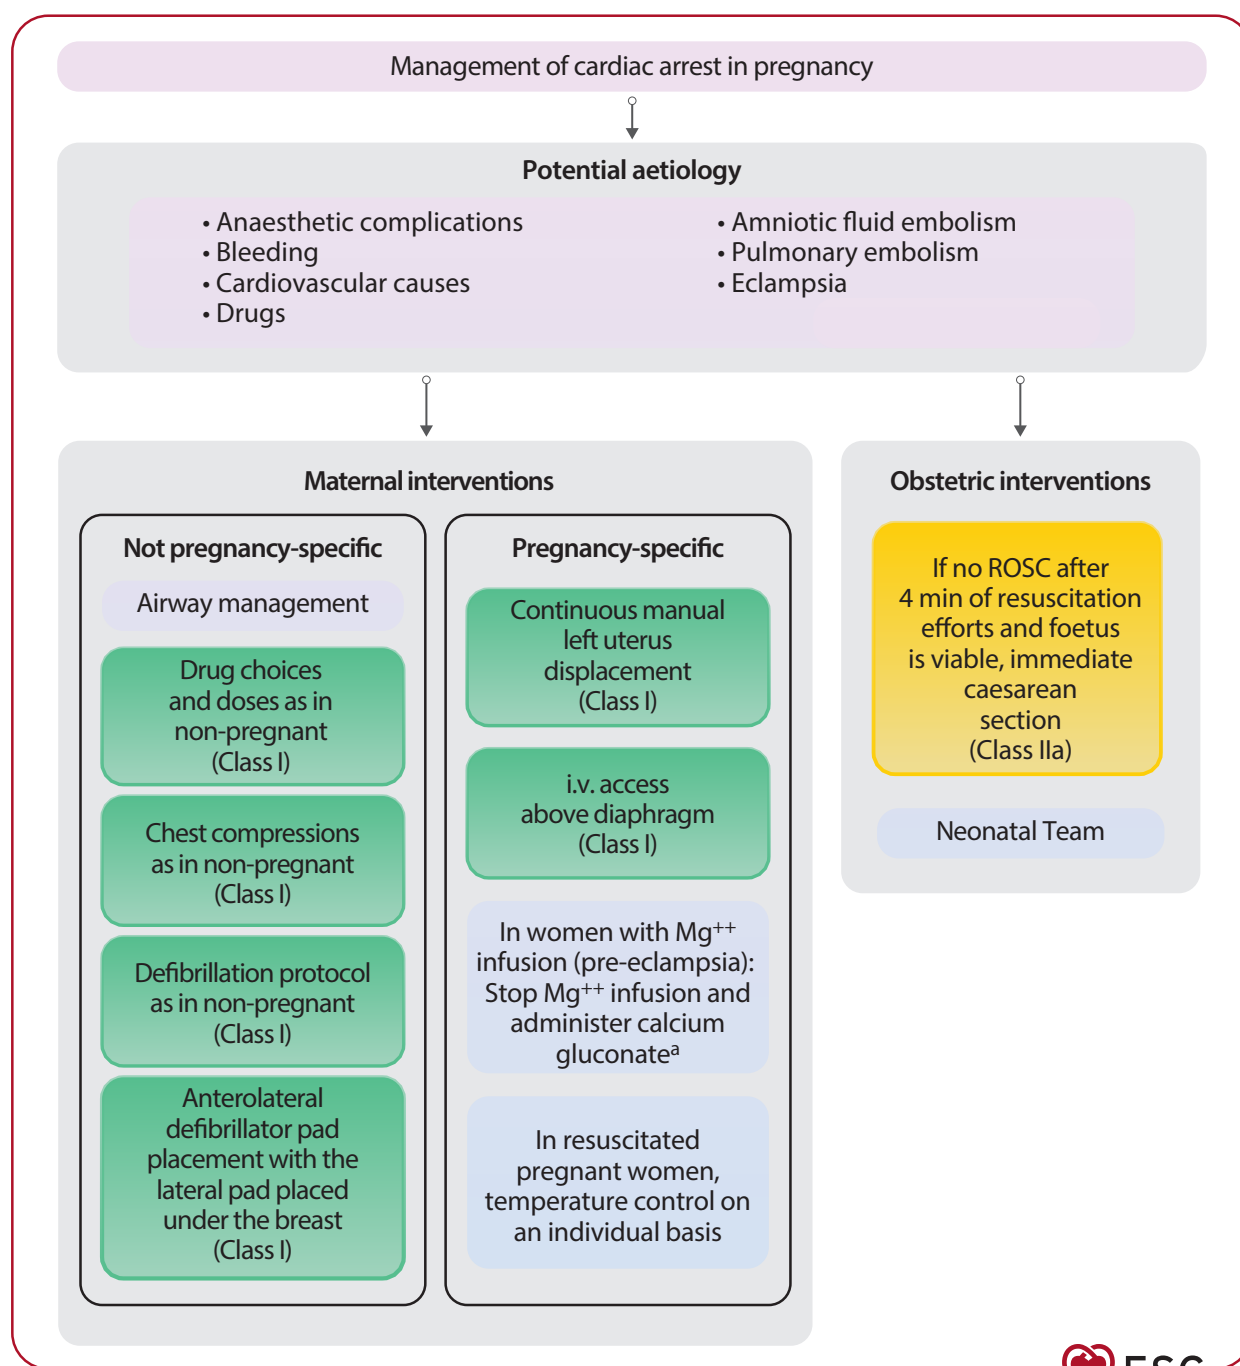 Management of cardiac arrest in pregnancy
Potential aetiology
• Anaesthetic complications
• Bleeding
• Cardiovascular causes
• Drugs
• Amniotic fluid embolism
• Pulmonary embolism
• Eclampsia
Maternal interventions
Not pregnancy-specific
Airway management
Drug choices
and doses as in
non-pregnant
(Class I)
Chest compressions
as in non-pregnant
(Class I)
Defibrillation protocol
as in non-pregnant
(Class I)
Anterolateral
defibrillator pad
placement with the
lateral pad placed
under the breast
(Class I)
Pregnancy-specific
Continuous manual
left uterus
displacement
(Class I)
i.v. access
above diaphragm
(Class I)
In women with Mg⁺⁺
infusion (pre-eclampsia):
Stop Mg⁺⁺ infusion and
administer calcium
gluconateᵃ
In resuscitated
pregnant women,
temperature control on
an individual basis
Obstetric interventions
If no ROSC after
4 min of resuscitation
efforts and foetus
is viable, immediate
caesarean
section
(Class IIa)
Neonatal Team
ESC